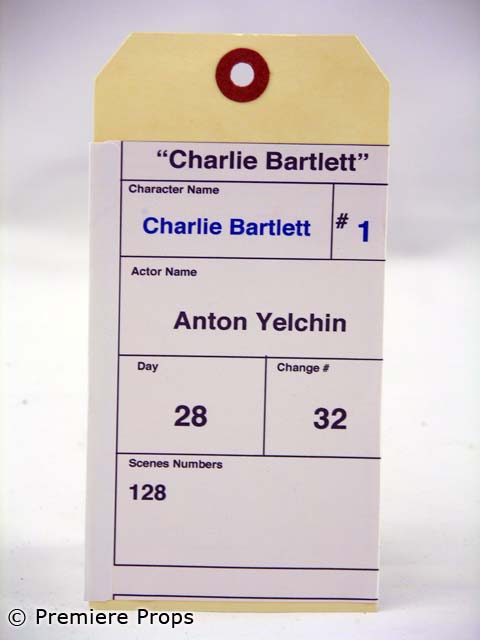 “Charlie Bartlett”
Character Name
Charlie Bartlett
# 1
Actor Name
Anton Yelchin
Day
Change #
28
32
Scenes Numbers
128
© Premiere Props